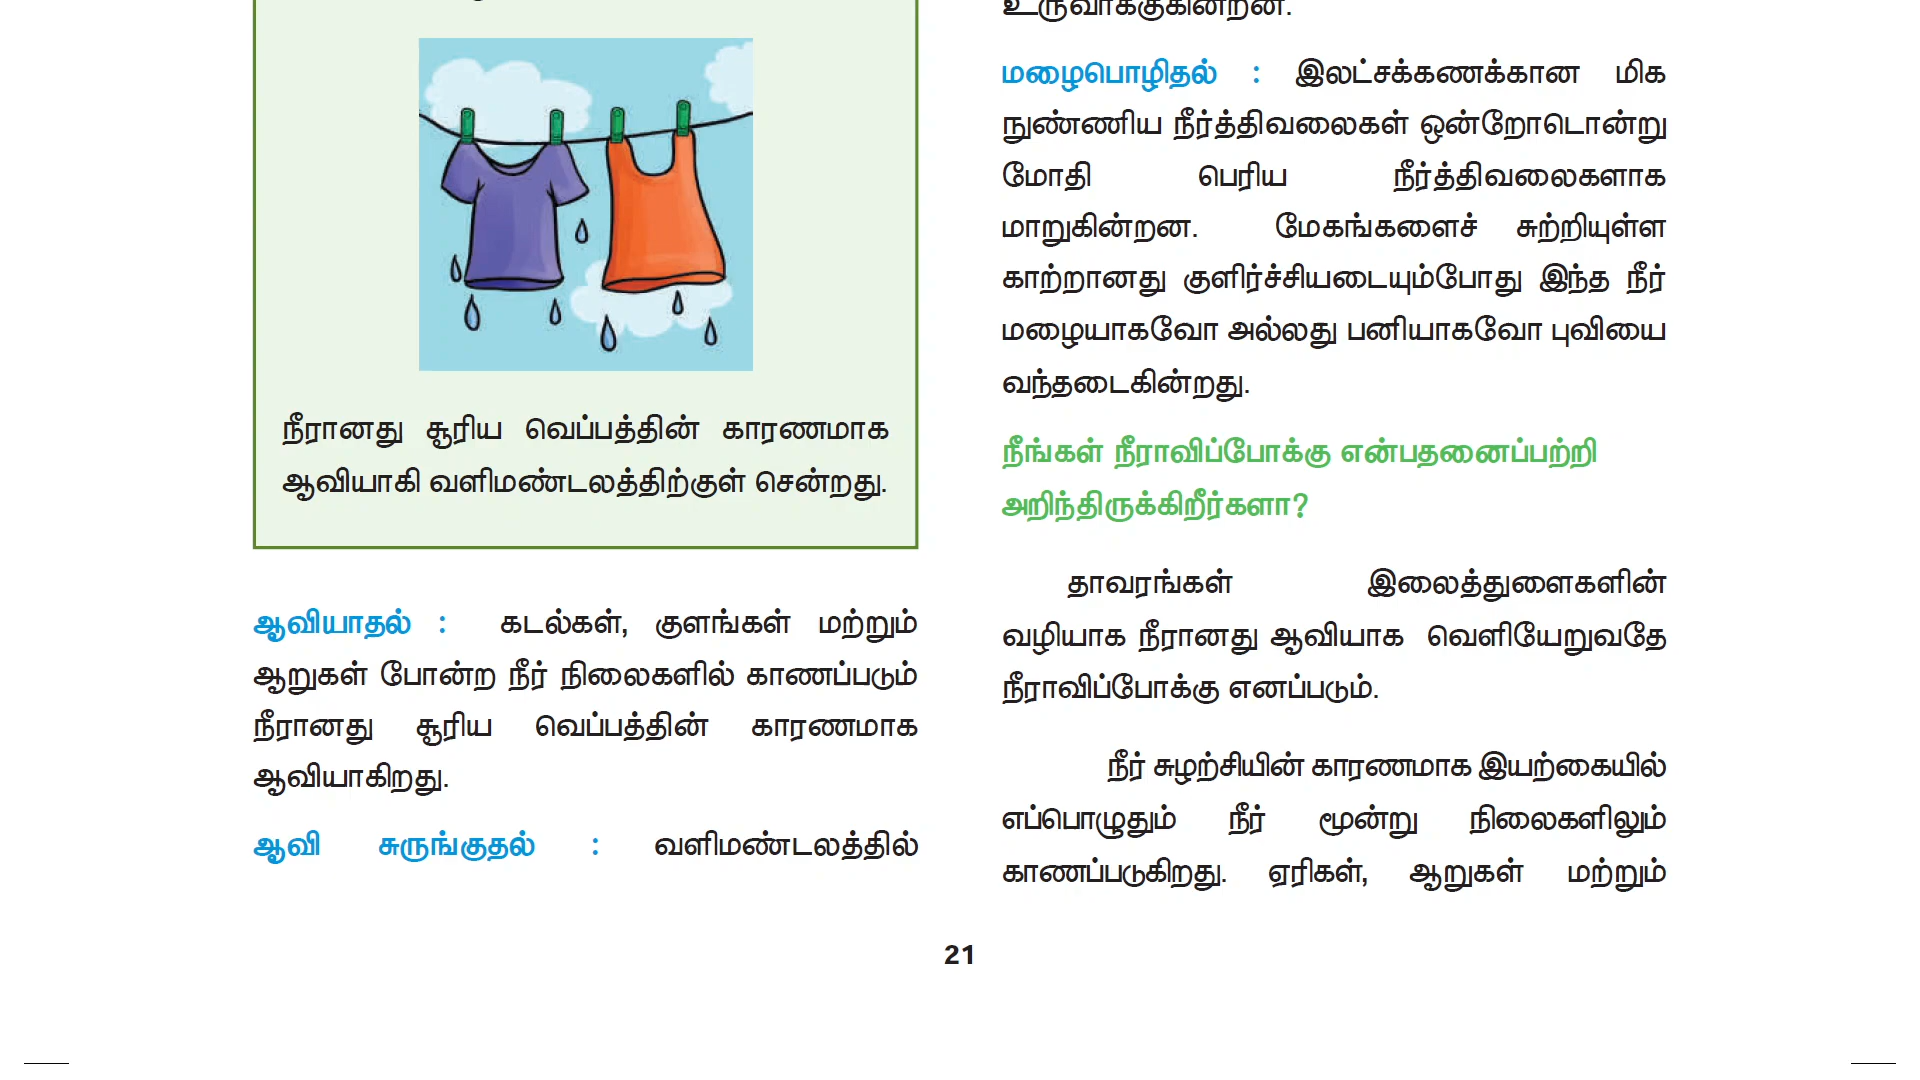 நீரானது சூரிய வெப்பத்தின் காரணமாக
ஆவியாகி வளிமண்டலத்திற்குள் சென்றது.
ஆவியாதல் : கடல்கள், குளங்கள் மற்றும்
ஆறுகள் போன்ற நீர் நிலைகளில் காணப்படும்
நீரானது சூரிய வெப்பத்தின் காரணமாக
ஆவியாகிறது.
ஆவி சுருங்குதல் : வளிமண்டலத்தில்
உருவாக்குகின்றன.
மழைபொழிதல் : இலட்சக்கணக்கான மிக
நுண்ணிய நீர்த்திவலைகள் ஒன்றோடொன்று
மோதி பெரிய நீர்த்திவலைகளாக
மாறுகின்றன. மேகங்களைச் சுற்றியுள்ள
காற்றானது குளிர்ச்சியடையும்போது இந்த நீர்
மழையாகவோ அல்லது பனியாகவோ புவியை
வந்தடைகின்றது.
நீங்கள் நீராவிப்போக்கு என்பதனைப்பற்றி
அறிந்திருக்கிறீர்களா?
தாவரங்கள் இலைத்துளைகளின்
வழியாக நீரானது ஆவியாக வெளியேறுவதே
நீராவிப்போக்கு எனப்படும்.
நீர் சுழற்சியின் காரணமாக இயற்கையில்
எப்பொழுதும் நீர் மூன்று நிலைகளிலும்
காணப்படுகிறது. ஏரிகள், ஆறுகள் மற்றும்
21